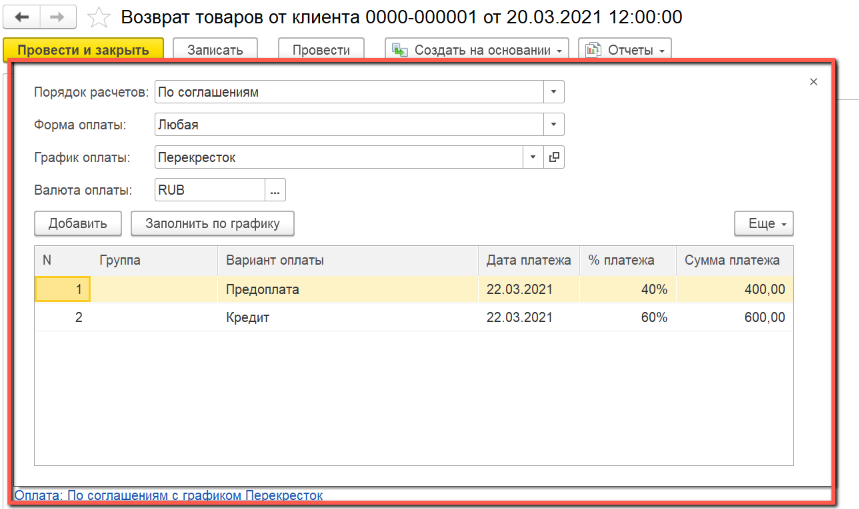 Возврат товаров от клиента 0000-000001 от 20.03.2021 12:00:00
Провести и закрыть Записать Провести Создать на основании Отчеты
Порядок расчетов: По соглашениям
Форма оплаты: Любая
График оплаты: Перекресток
Валюта оплаты: RUB ...
Добавить Заполнить по графику Еще
N Группа Вариант оплаты Дата платежа % платежа Сумма платежа
1 Предоплата 22.03.2021 40% 400,00
2 Кредит 22.03.2021 60% 600,00
Оплата: По соглашениям с графиком Перекресток